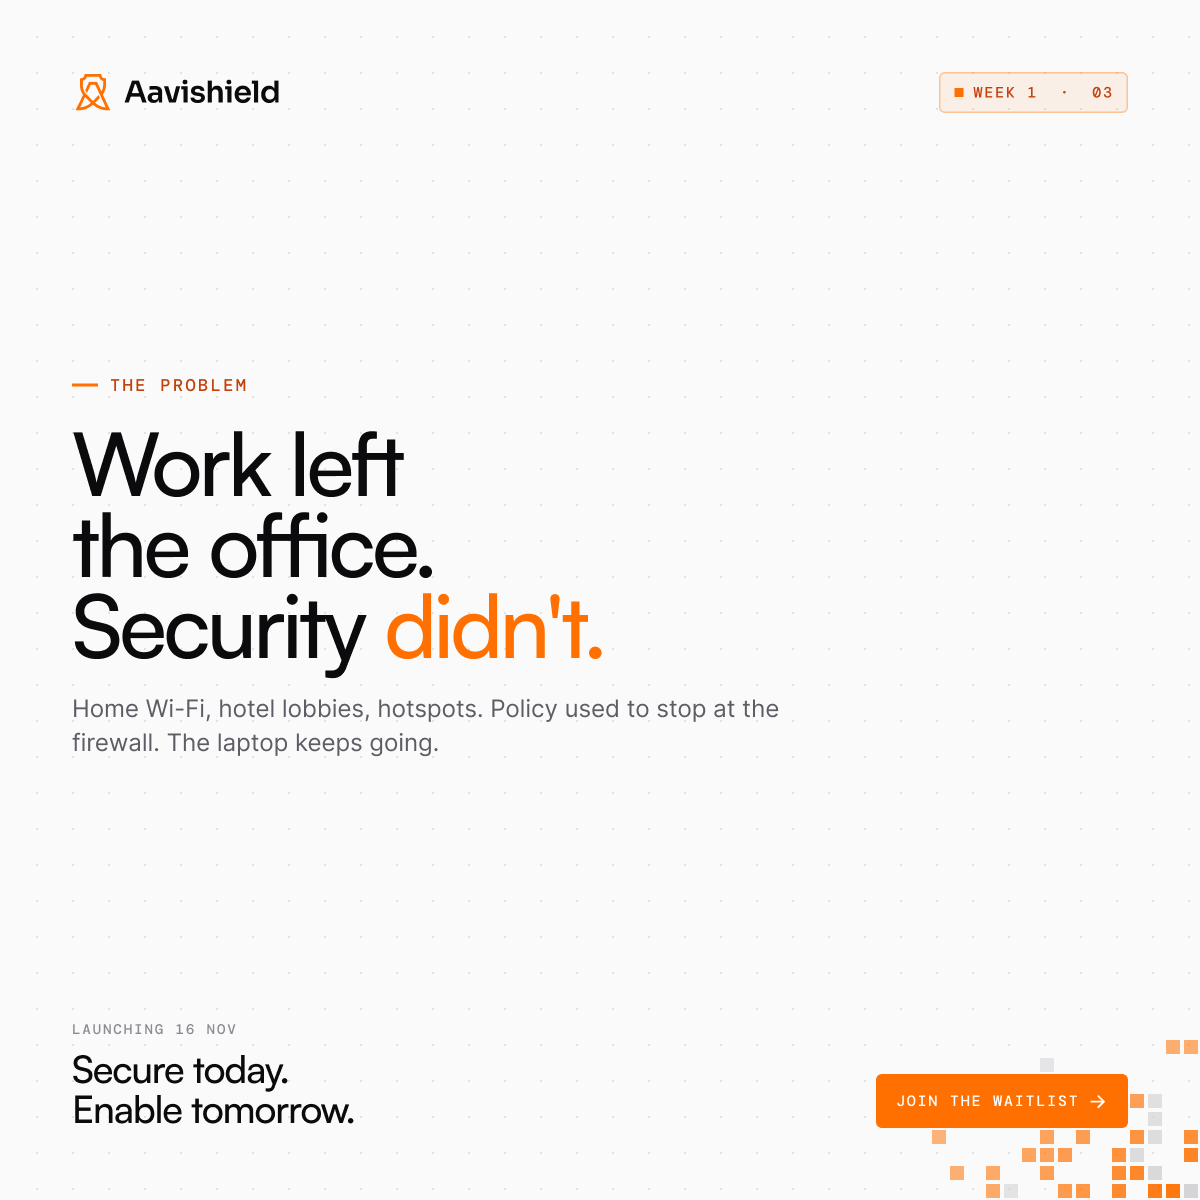 Aavishield
WEEK 1 · 03
THE PROBLEM
Work left
the office.
Security didn't.
Home Wi-Fi, hotel lobbies, hotspots. Policy used to stop at the
firewall. The laptop keeps going.
LAUNCHING 16 NOV
Secure today.
Enable tomorrow.
JOIN THE WAITLIST →